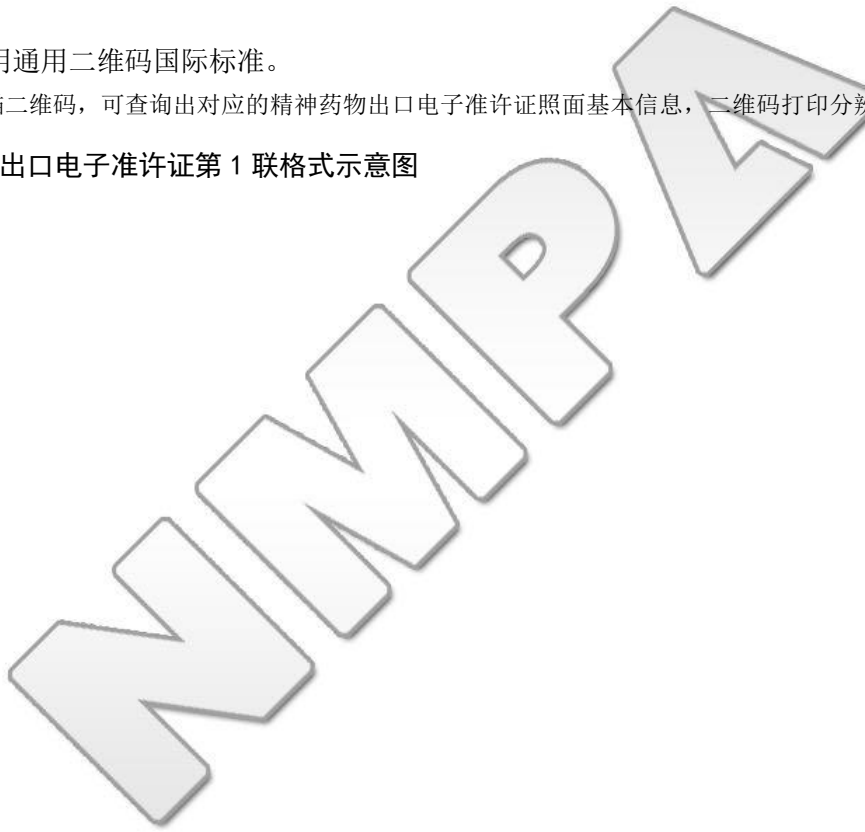 用通用二维码国际标准。
苗二维码，可查询出对应的精神药物出口电子准许证照面基本信息，二维码打印分辨
出口电子准许证第 1 联格式示意图
NMPA